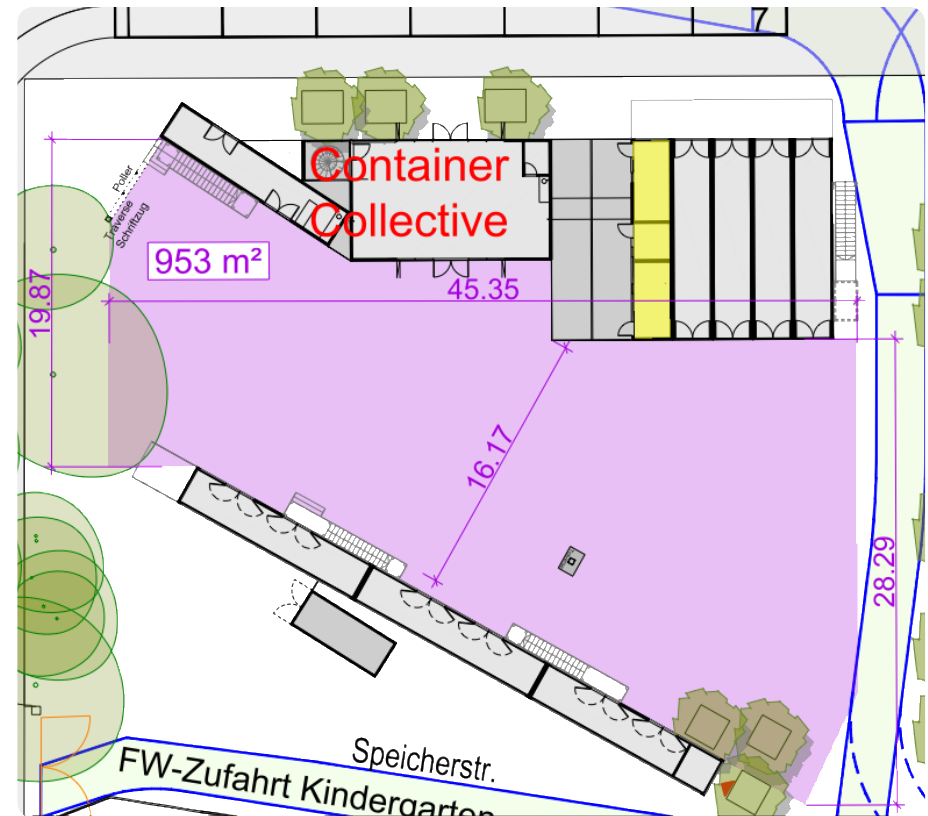 7
Container
Collective
Poller
Traverse
Schriftzug
953 m²
45.35
19.87
16.17
28.29
Speicherstr.
FW-Zufahrt Kindergarten